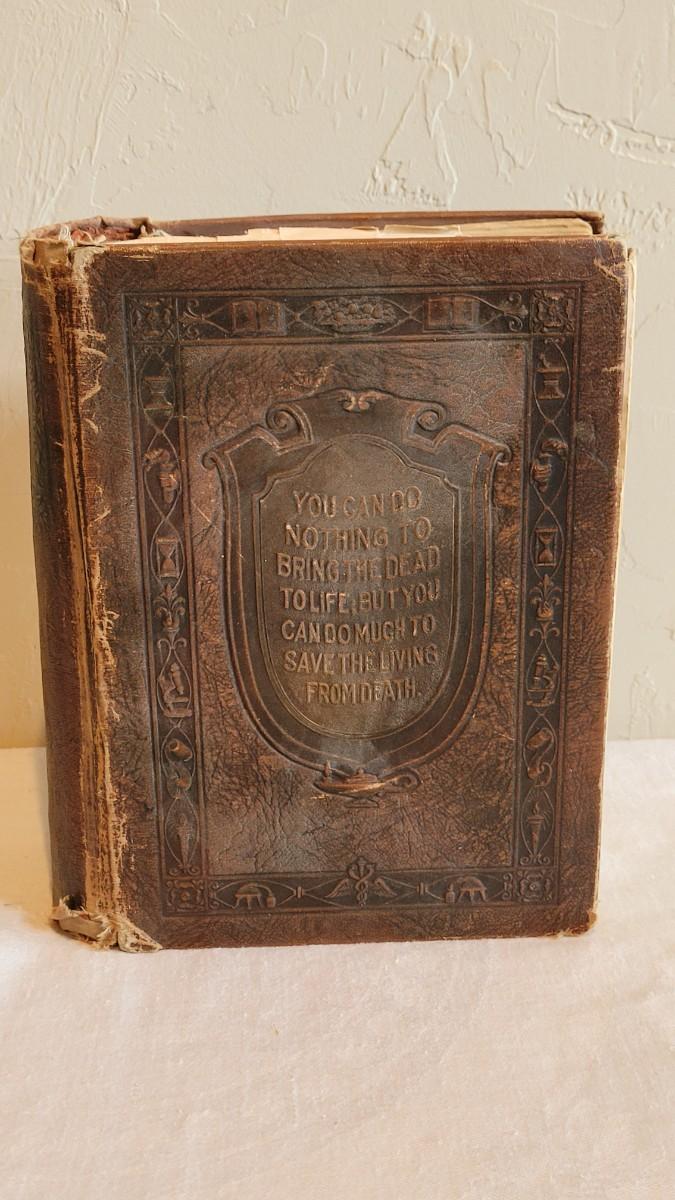 YOU CAN DO
NOTHING TO
BRING THE DEAD
TO LIFE, BUT YOU
CAN DO MUCH TO
SAVE THE LIVING
FROM DEATH.